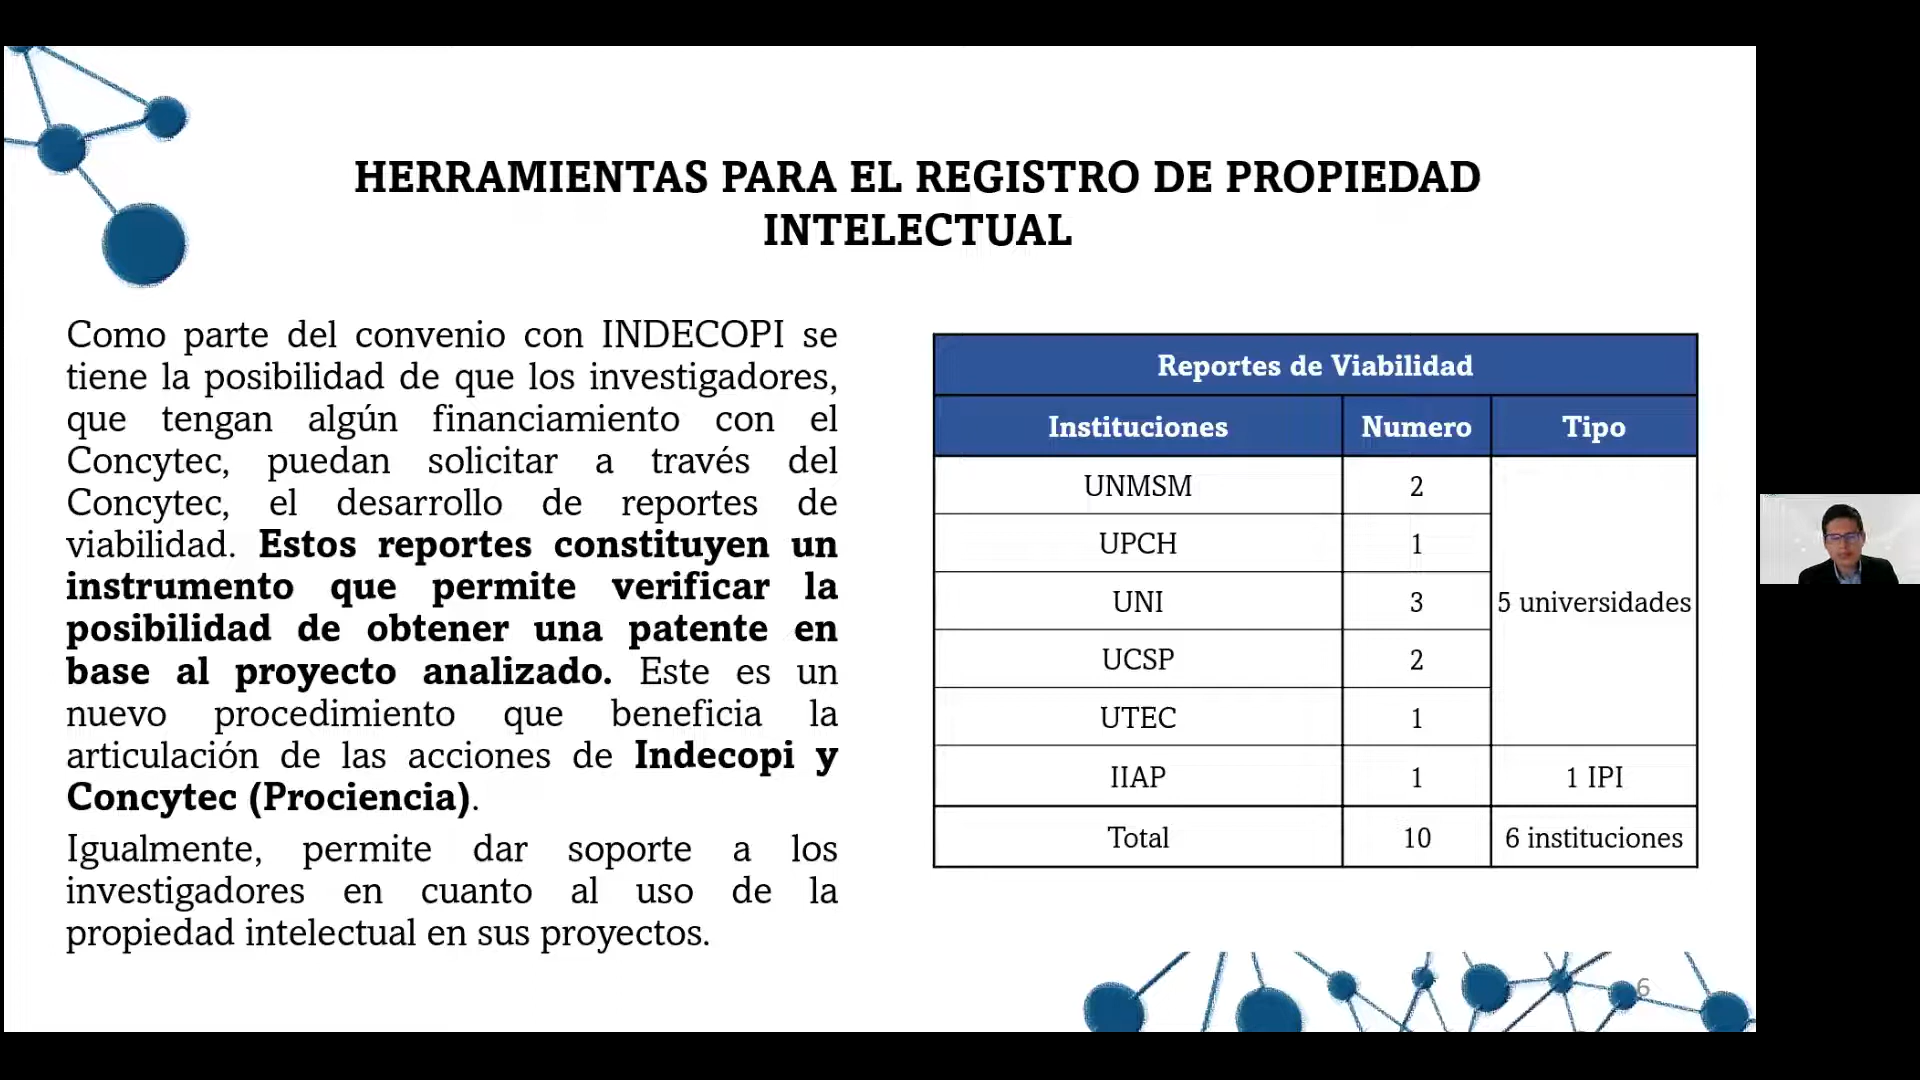 HERRAMIENTAS PARA EL REGISTRO DE PROPIEDAD
INTELECTUAL
Como parte del convenio con INDECOPI se
tiene la posibilidad de que los investigadores,
que tengan algún financiamiento con el
Concytec, puedan solicitar a través del
Concytec, el desarrollo de reportes de
viabilidad. Estos reportes constituyen un
instrumento que permite verificar la
posibilidad de obtener una patente en
base al proyecto analizado. Este es un
nuevo procedimiento que beneficia la
articulación de las acciones de Indecopi y
Concytec (Prociencia).
Igualmente, permite dar soporte a los
investigadores en cuanto al uso de la
propiedad intelectual en sus proyectos.
Reportes de Viabilidad
Instituciones Numero Tipo
UNMSM 2
UPCH 1
UNI 3 5 universidades
UCSP 2
UTEC 1
IIAP 1 1 IPI
Total 10 6 instituciones
6